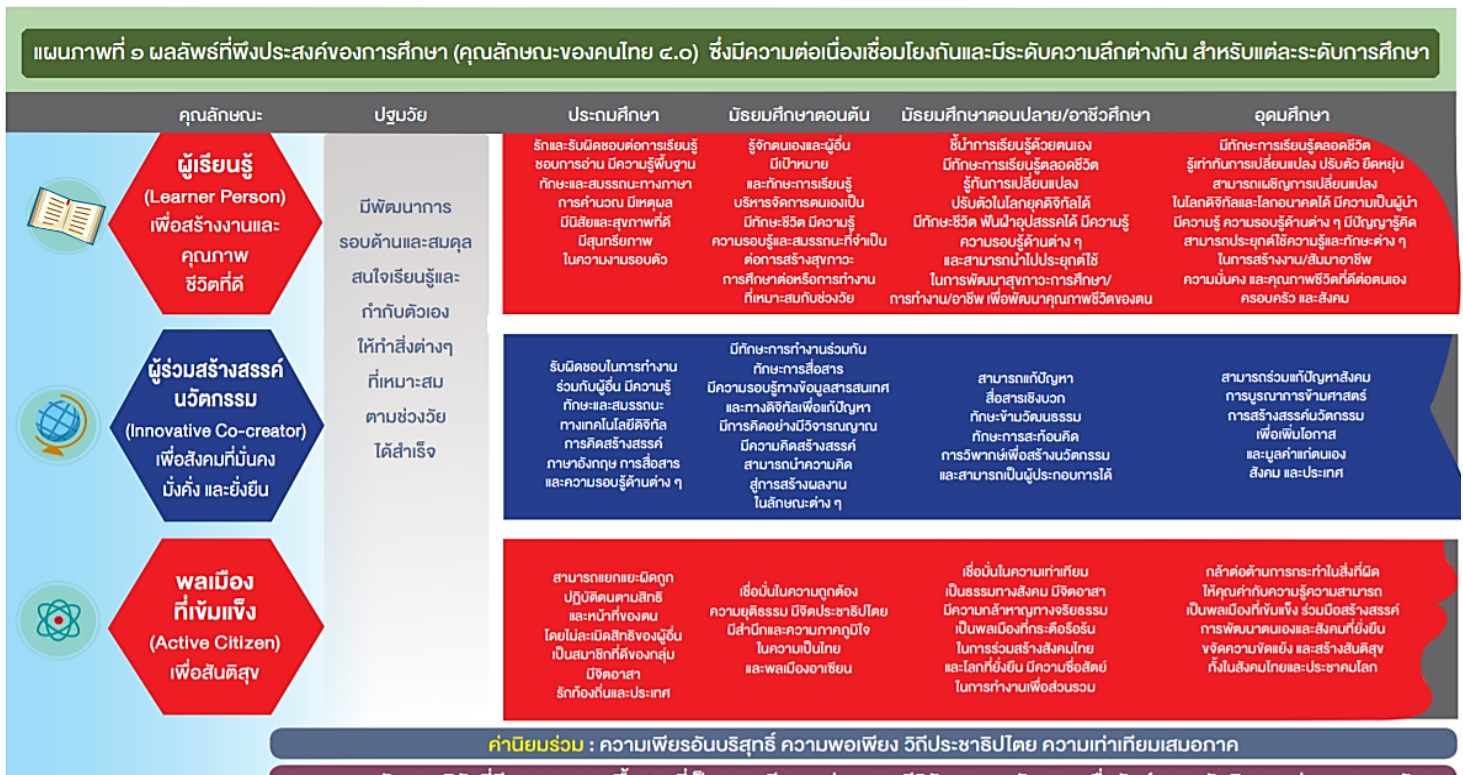 แผนภาพที่ ๑ ผลลัพธ์ที่พึงประสงค์ของการศึกษา (คุณลักษณะของคนไทย ๔.๐) ซึ่งมีความต่อเนื่องเชื่อมโยงกันและมีระดับความลึกต่างกัน สำหรับแต่ละระดับการศึกษา
คุณลักษณะ
ปฐมวัย
ประถมศึกษา
มัธยมศึกษาตอนต้น
มัธยมศึกษาตอนปลาย/อาชีวศึกษา
อุดมศึกษา
ผู้เรียนรู้
(Learner Person)
เพื่อสร้างงานและ
คุณภาพ
ชีวิตที่ดี
มีพัฒนาการ
รอบด้านและสมดุล
สนใจเรียนรู้และ
กำกับตัวเอง
ให้ทำสิ่งต่างๆ
ที่เหมาะสม
ตามช่วงวัย
ได้สำเร็จ
รักและรับผิดชอบต่อการเรียนรู้
ชอบการอ่าน มีความรู้พื้นฐาน
ทักษะและสมรรถนะทางภาษา
การคำนวณ มีเหตุผล
มีนิสัยและสุขภาพที่ดี
มีสุนทรียภาพ
ในความงามรอบตัว
รู้จักตนเองและผู้อื่น
มีเป้าหมาย
และทักษะการเรียนรู้
บริหารจัดการตนเองเป็น
มีทักษะชีวิต มีความรู้
ความรอบรู้และสมรรถนะที่จำเป็น
ต่อการสร้างสุขภาวะ
การศึกษาต่อหรือการทำงาน
ที่เหมาะสมกับช่วงวัย
ชี้นำการเรียนรู้ด้วยตนเอง
มีทักษะการเรียนรู้ตลอดชีวิต
รู้ทันการเปลี่ยนแปลง
ปรับตัวในโลกยุคดิจิทัลได้
มีทักษะชีวิต ฟันฝ่าอุปสรรคได้ มีความรู้
ความรอบรู้ด้านต่าง ๆ
และสามารถนำไปประยุกต์ใช้
ในการพัฒนาสุขภาวะการศึกษา/
การทำงาน/อาชีพ เพื่อพัฒนาคุณภาพชีวิตของตน
มีทักษะการเรียนรู้ตลอดชีวิต
รู้เท่าทันการเปลี่ยนแปลง ปรับตัว ยืดหยุ่น
สามารถเผชิญการเปลี่ยนแปลง
ในโลกดิจิทัลและโลกอนาคตได้ มีความเป็นผู้นำ
มีความรู้ ความรอบรู้ด้านต่าง ๆ มีปัญญารู้คิด
สามารถประยุกต์ใช้ความรู้และทักษะต่าง ๆ
ในการสร้างงาน/สัมมาอาชีพ
ความมั่นคง และคุณภาพชีวิตที่ดีต่อตนเอง
ครอบครัว และสังคม
ผู้ร่วมสร้างสรรค์
นวัตกรรม
(Innovative Co-creator)
เพื่อสังคมที่มั่นคง
มั่งคั่ง และยั่งยืน
รับผิดชอบในการทำงาน
ร่วมกับผู้อื่น มีความรู้
ทักษะและสมรรถนะ
ทางเทคโนโลยีดิจิทัล
การคิดสร้างสรรค์
ภาษาอังกฤษ การสื่อสาร
และความรอบรู้ด้านต่าง ๆ
มีทักษะการทำงานร่วมกัน
ทักษะการสื่อสาร
มีความรอบรู้ทางข้อมูลสารสนเทศ
และทางดิจิทัลเพื่อแก้ปัญหา
มีการคิดอย่างมีวิจารณญาณ
มีความคิดสร้างสรรค์
สามารถนำความคิด
สู่การสร้างผลงาน
ในลักษณะต่าง ๆ
สามารถแก้ปัญหา
สื่อสารเชิงบวก
ทักษะข้ามวัฒนธรรม
ทักษะการสะท้อนคิด
การวิพากษ์เพื่อสร้างนวัตกรรม
และสามารถเป็นผู้ประกอบการได้
สามารถร่วมแก้ปัญหาสังคม
การบูรณาการข้ามศาสตร์
การสร้างสรรค์นวัตกรรม
เพื่อเพิ่มโอกาส
และมูลค่าแก่ตนเอง
สังคม และประเทศ
พลเมือง
ที่เข้มแข็ง
(Active Citizen)
เพื่อสันติสุข
สามารถแยกแยะผิดถูก
ปฏิบัติตนตามสิทธิ
และหน้าที่ของตน
โดยไม่ละเมิดสิทธิของผู้อื่น
เป็นสมาชิกที่ดีของกลุ่ม
มีจิตอาสา
รักท้องถิ่นและประเทศ
เชื่อมั่นในความถูกต้อง
ความยุติธรรม มีจิตประชาธิปไตย
มีสำนึกและความภาคภูมิใจ
ในความเป็นไทย
และพลเมืองอาเซียน
เชื่อมั่นในความเท่าเทียม
เป็นธรรมทางสังคม มีจิตอาสา
มีความกล้าหาญทางจริยธรรม
เป็นพลเมืองที่กระตือรือร้น
ในการร่วมสร้างสังคมไทย
และโลกที่ยั่งยืน มีความซื่อสัตย์
ในการทำงานเพื่อส่วนรวม
กล้าต่อต้านการกระทำในสิ่งที่ผิด
ให้คุณค่ากับความรู้ความสามารถ
เป็นพลเมืองที่เข้มแข็ง ร่วมมือสร้างสรรค์
การพัฒนาตนเองและสังคมที่ยั่งยืน
ขจัดความขัดแย้ง และสร้างสันติสุข
ทั้งในสังคมไทยและประชาคมโลก
ค่านิยมร่วม : ความเพียรอันบริสุทธิ์ ความพอเพียง วิถีประชาธิปไตย ความเท่าเทียมเสมอภาค